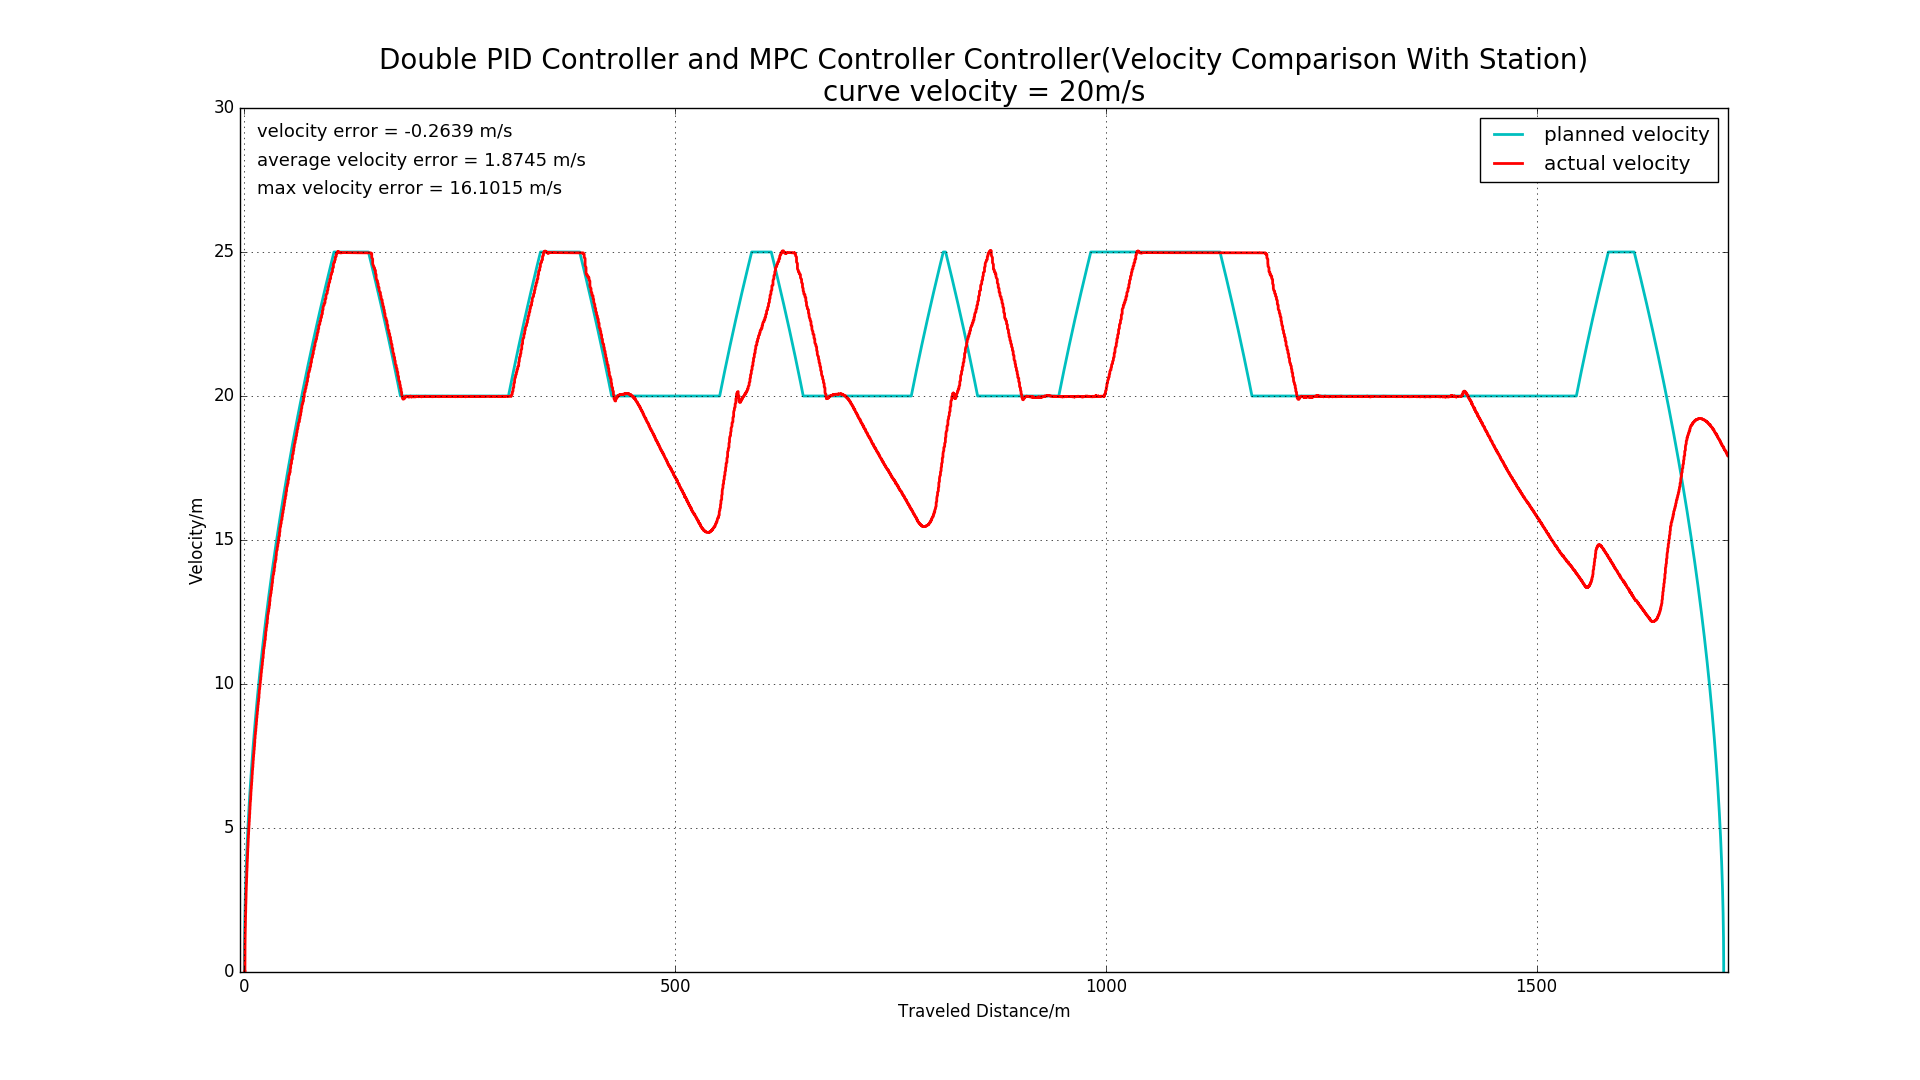 Double PID Controller and MPC Controller Controller(Velocity Comparison With Station)
curve velocity = 20m/s
velocity error = -0.2639 m/s
average velocity error = 1.8745 m/s
max velocity error = 16.1015 m/s
planned velocity
actual velocity
30
25
20
15
10
5
0
Velocity/m
0 500 1000 1500
Traveled Distance/m